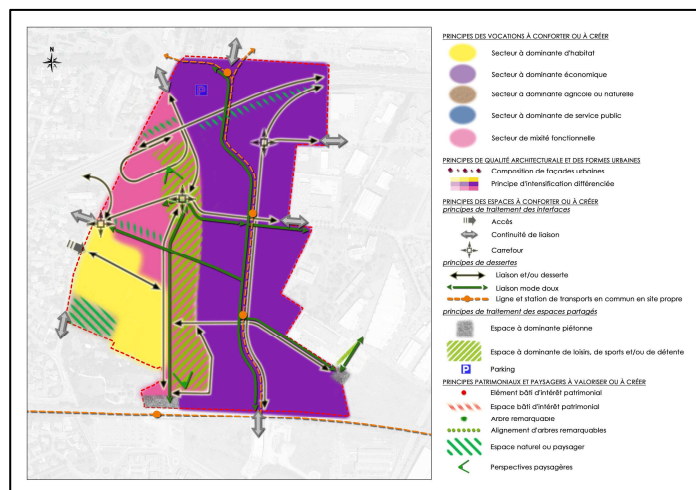 N
P
PRINCIPES DES VOCATIONS À CONFORTER OU À CRÉER
Secteur à dominante d'habitat
Secteur à dominante économique
Secteur à dominante agricole ou naturelle
Secteur à dominante de service public
Secteur de mixité fonctionnelle
PRINCIPES DE QUALITÉ ARCHITECTURALE ET DES FORMES URBAINES
Composition de façades urbaines
Principe d'intensification différenciée
PRINCIPES DES ESPACES À CONFORTER OU À CRÉER
principes de traitement des interfaces
Accès
Continuité de liaison
Carrefour
principes de dessertes
Liaison et/ou desserte
Liaison mode doux
Ligne et station de transports en commun en site propre
principes de traitement des espaces partagés
Espace à dominante piétonne
Espace à dominante de loisirs, de sports et/ou de détente
P Parking
PRINCIPES PATRIMONIAUX ET PAYSAGERS À VALORISER OU À CRÉER
Elément bâti d'intérêt patrimonial
Espace bâti d'intérêt patrimonial
Arbre remarquable
Alignement d'arbres remarquables
Espace naturel ou paysager
Perspectives paysagères